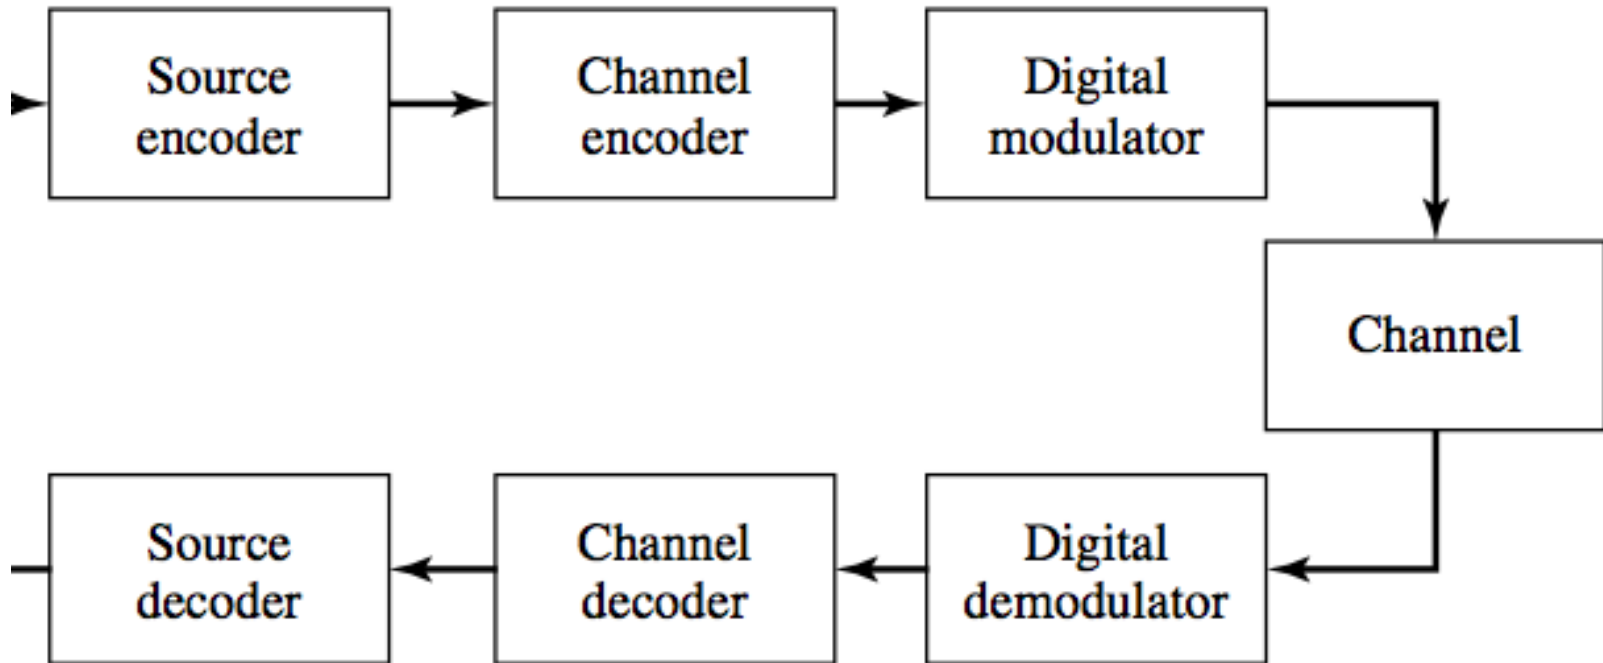 Source
encoder
Channel
encoder
Digital
modulator
Channel
Source
decoder
Channel
decoder
Digital
demodulator